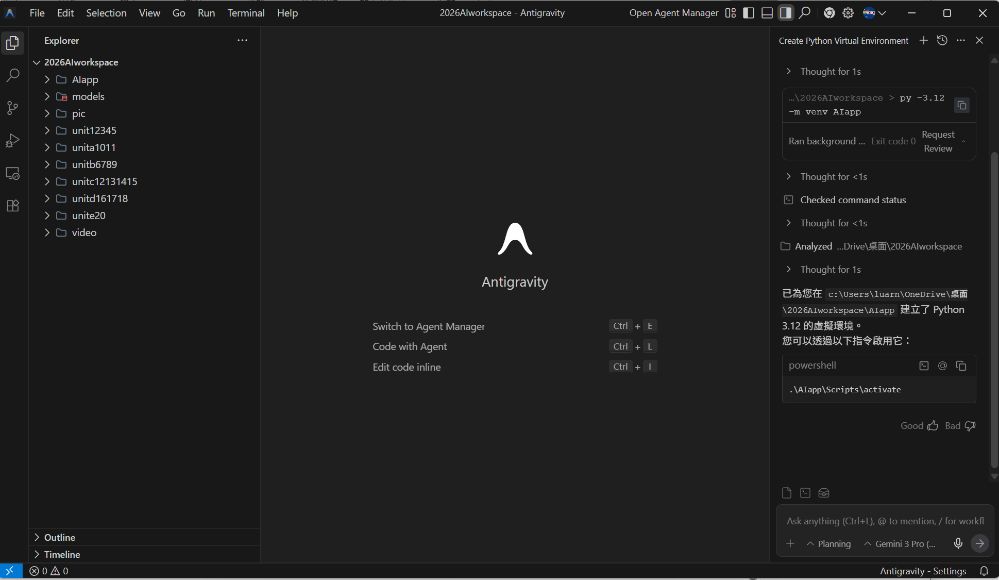 File Edit Selection View Go Run Terminal Help
2026AIworkspace - Antigravity
Open Agent Manager
Explorer
2026AIworkspace
AIapp
models
pic
unit12345
unita1011
unitb6789
unitc12131415
unitd161718
unite20
video
Outline
Timeline
Antigravity
Switch to Agent Manager Ctrl + E
Code with Agent Ctrl + L
Edit code inline Ctrl + I
Create Python Virtual Environment
Thought for 1s
...\2026AIworkspace > py -3.12
-m venv AIapp
Ran background ... Exit code 0 Request
Review
Thought for <1s
Checked command status
Thought for <1s
Analyzed ...Drive\桌面\2026AIworkspace
Thought for 1s
已為您在 c:\Users\luarn\OneDrive\桌面
\2026AIworkspace\AIapp 建立了 Python
3.12 的虛擬環境。
您可以透過以下指令啟用它：
powershell
.\AIapp\Scripts\activate
Good Bad
Ask anything (Ctrl+L), @ to mention, / for workfl
Planning Gemini 3 Pro (...
0 0
Antigravity - Settings